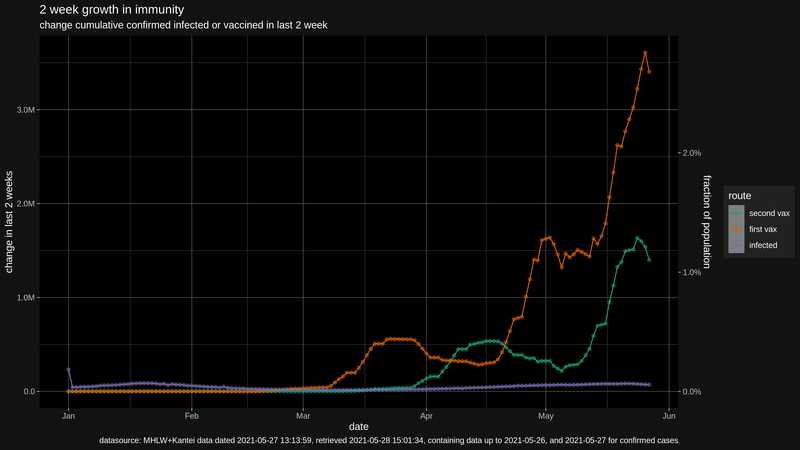 2 week growth in immunity
change cumulative confirmed infected or vaccined in last 2 week
change in last 2 weeks
3.0M
2.0M
1.0M
0.0
2.0%
1.0%
0.0%
fraction of population
Jan
Feb
Mar
Apr
May
Jun
date
route
second vax
first vax
infected
datasource: MHLW+Kantei data dated 2021-05-27 13:13:59, retrieved 2021-05-28 15:01:34, containing data up to 2021-05-26, and 2021-05-27 for confirmed cases